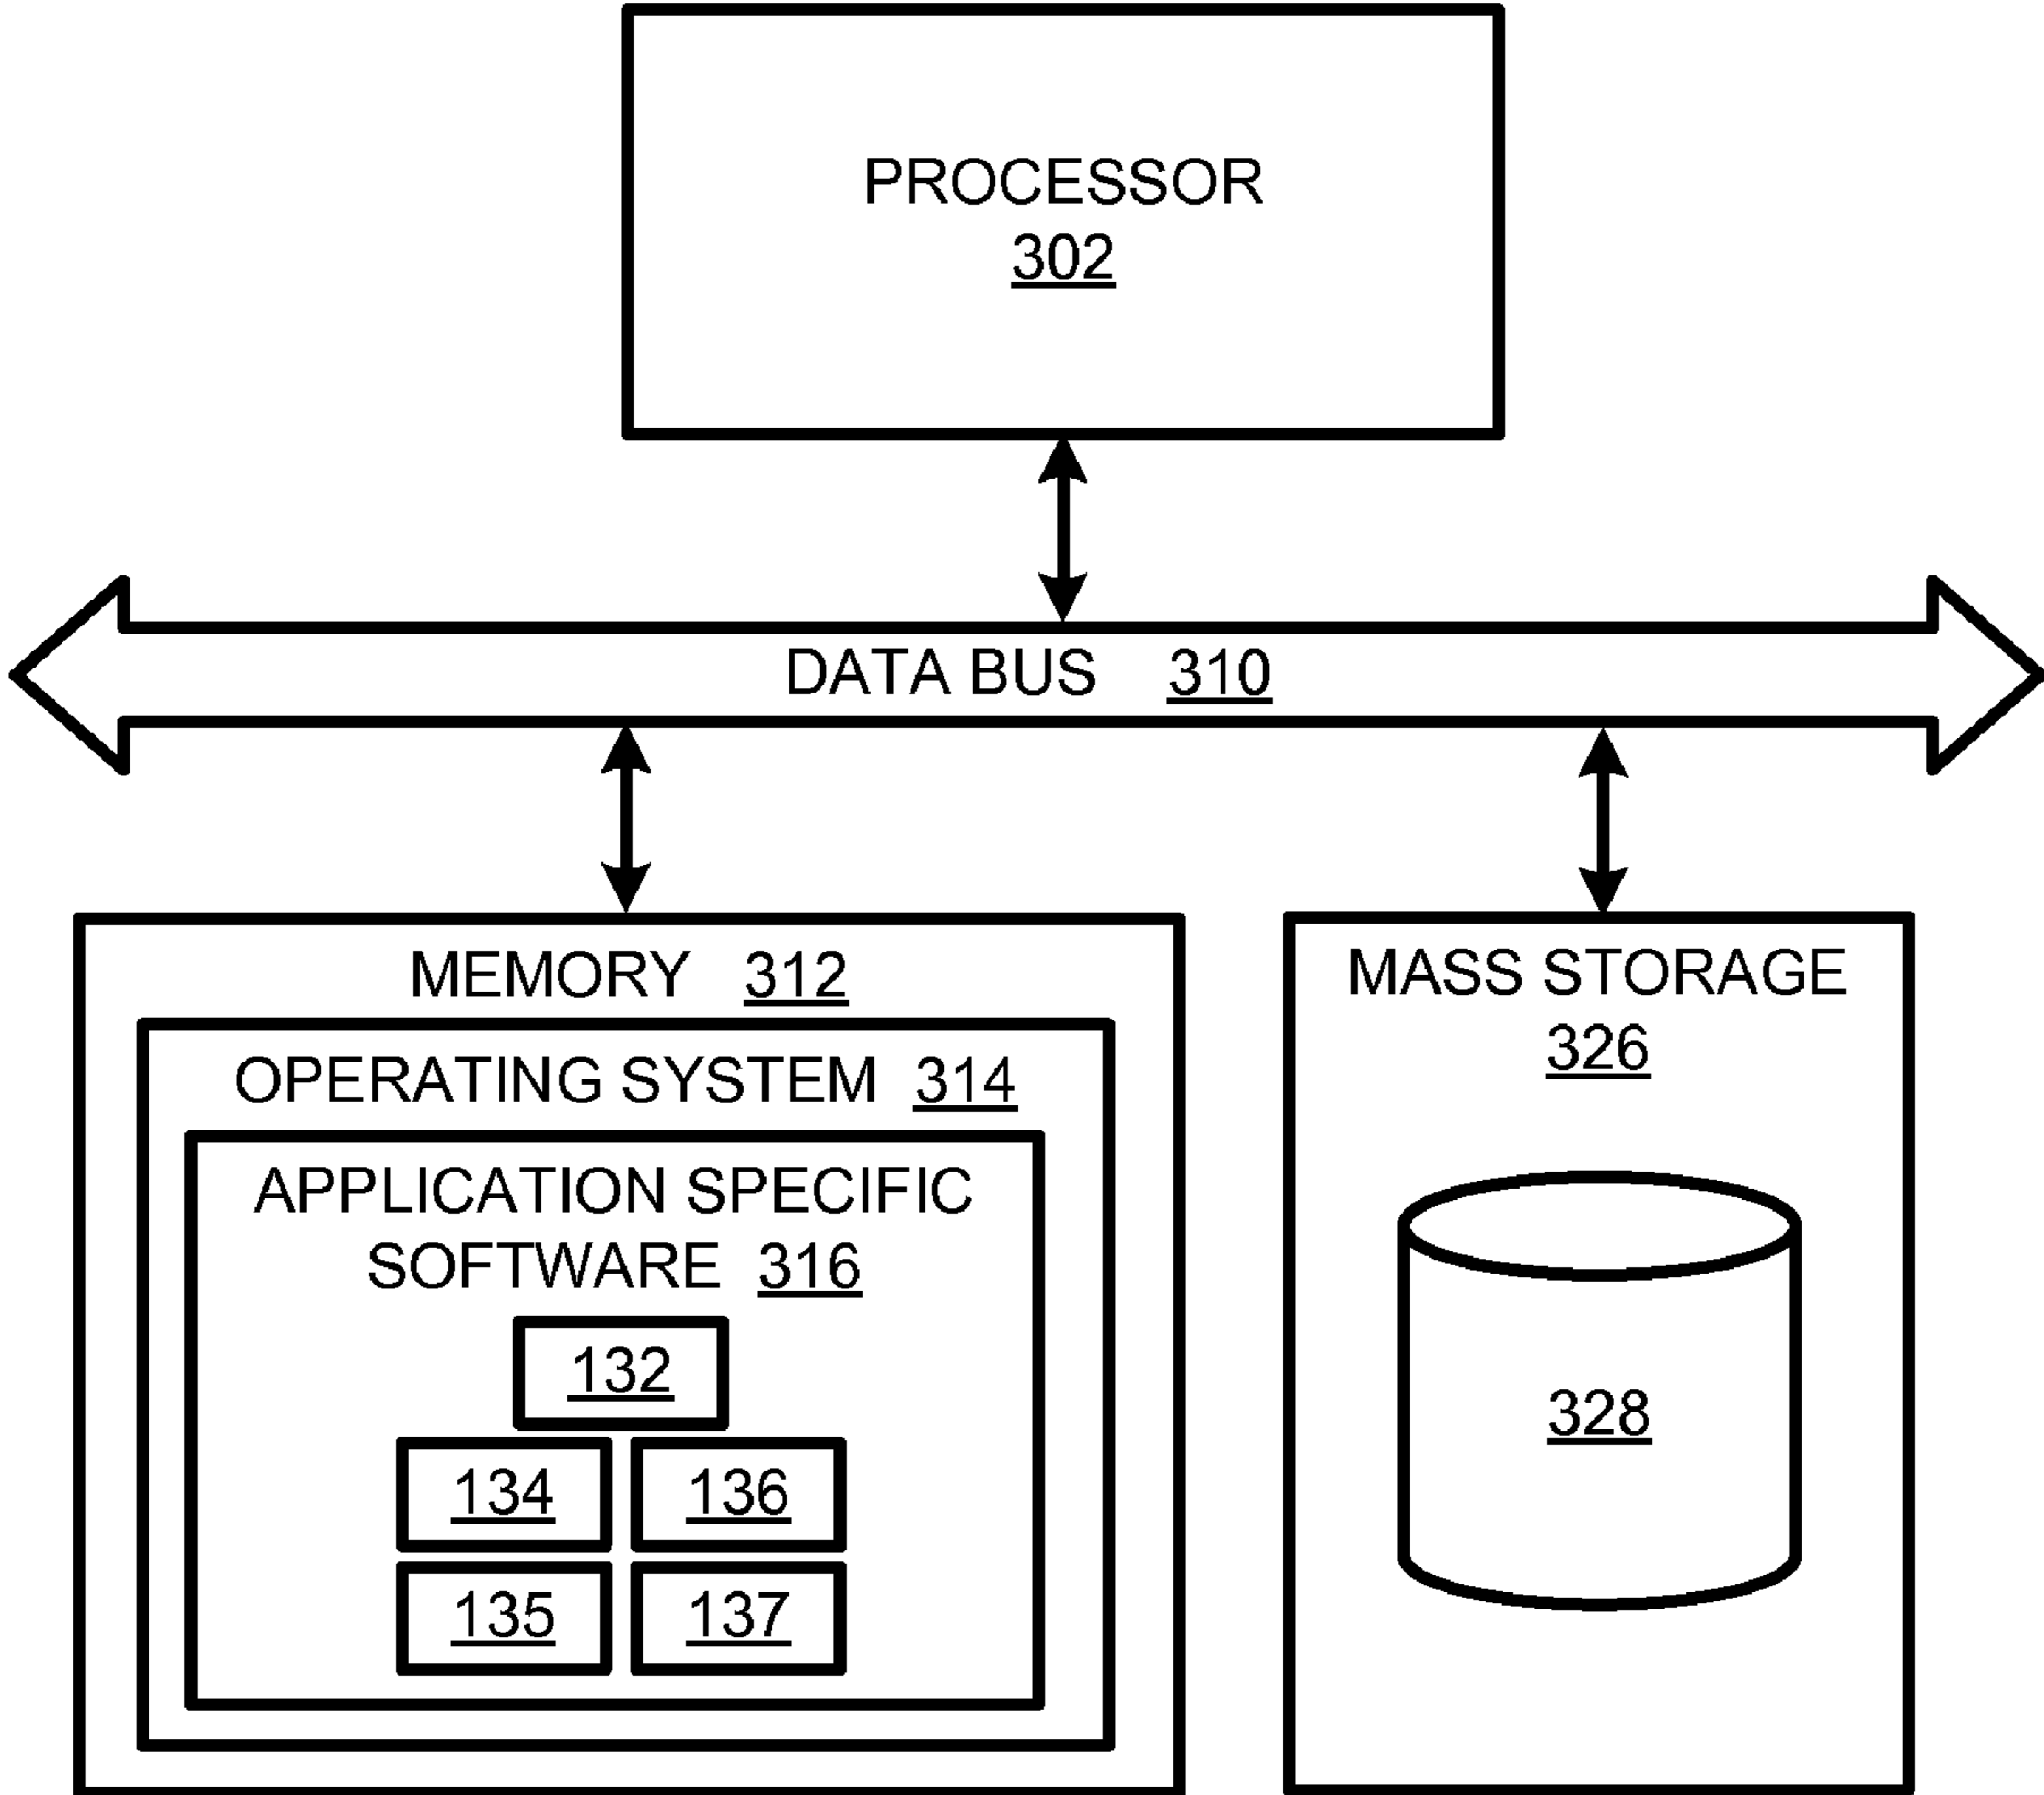 PROCESSOR
302
DATA BUS 310
MEMORY 312
OPERATING SYSTEM 314
APPLICATION SPECIFIC
SOFTWARE 316
132
134 136
135 137
MASS STORAGE
326
328